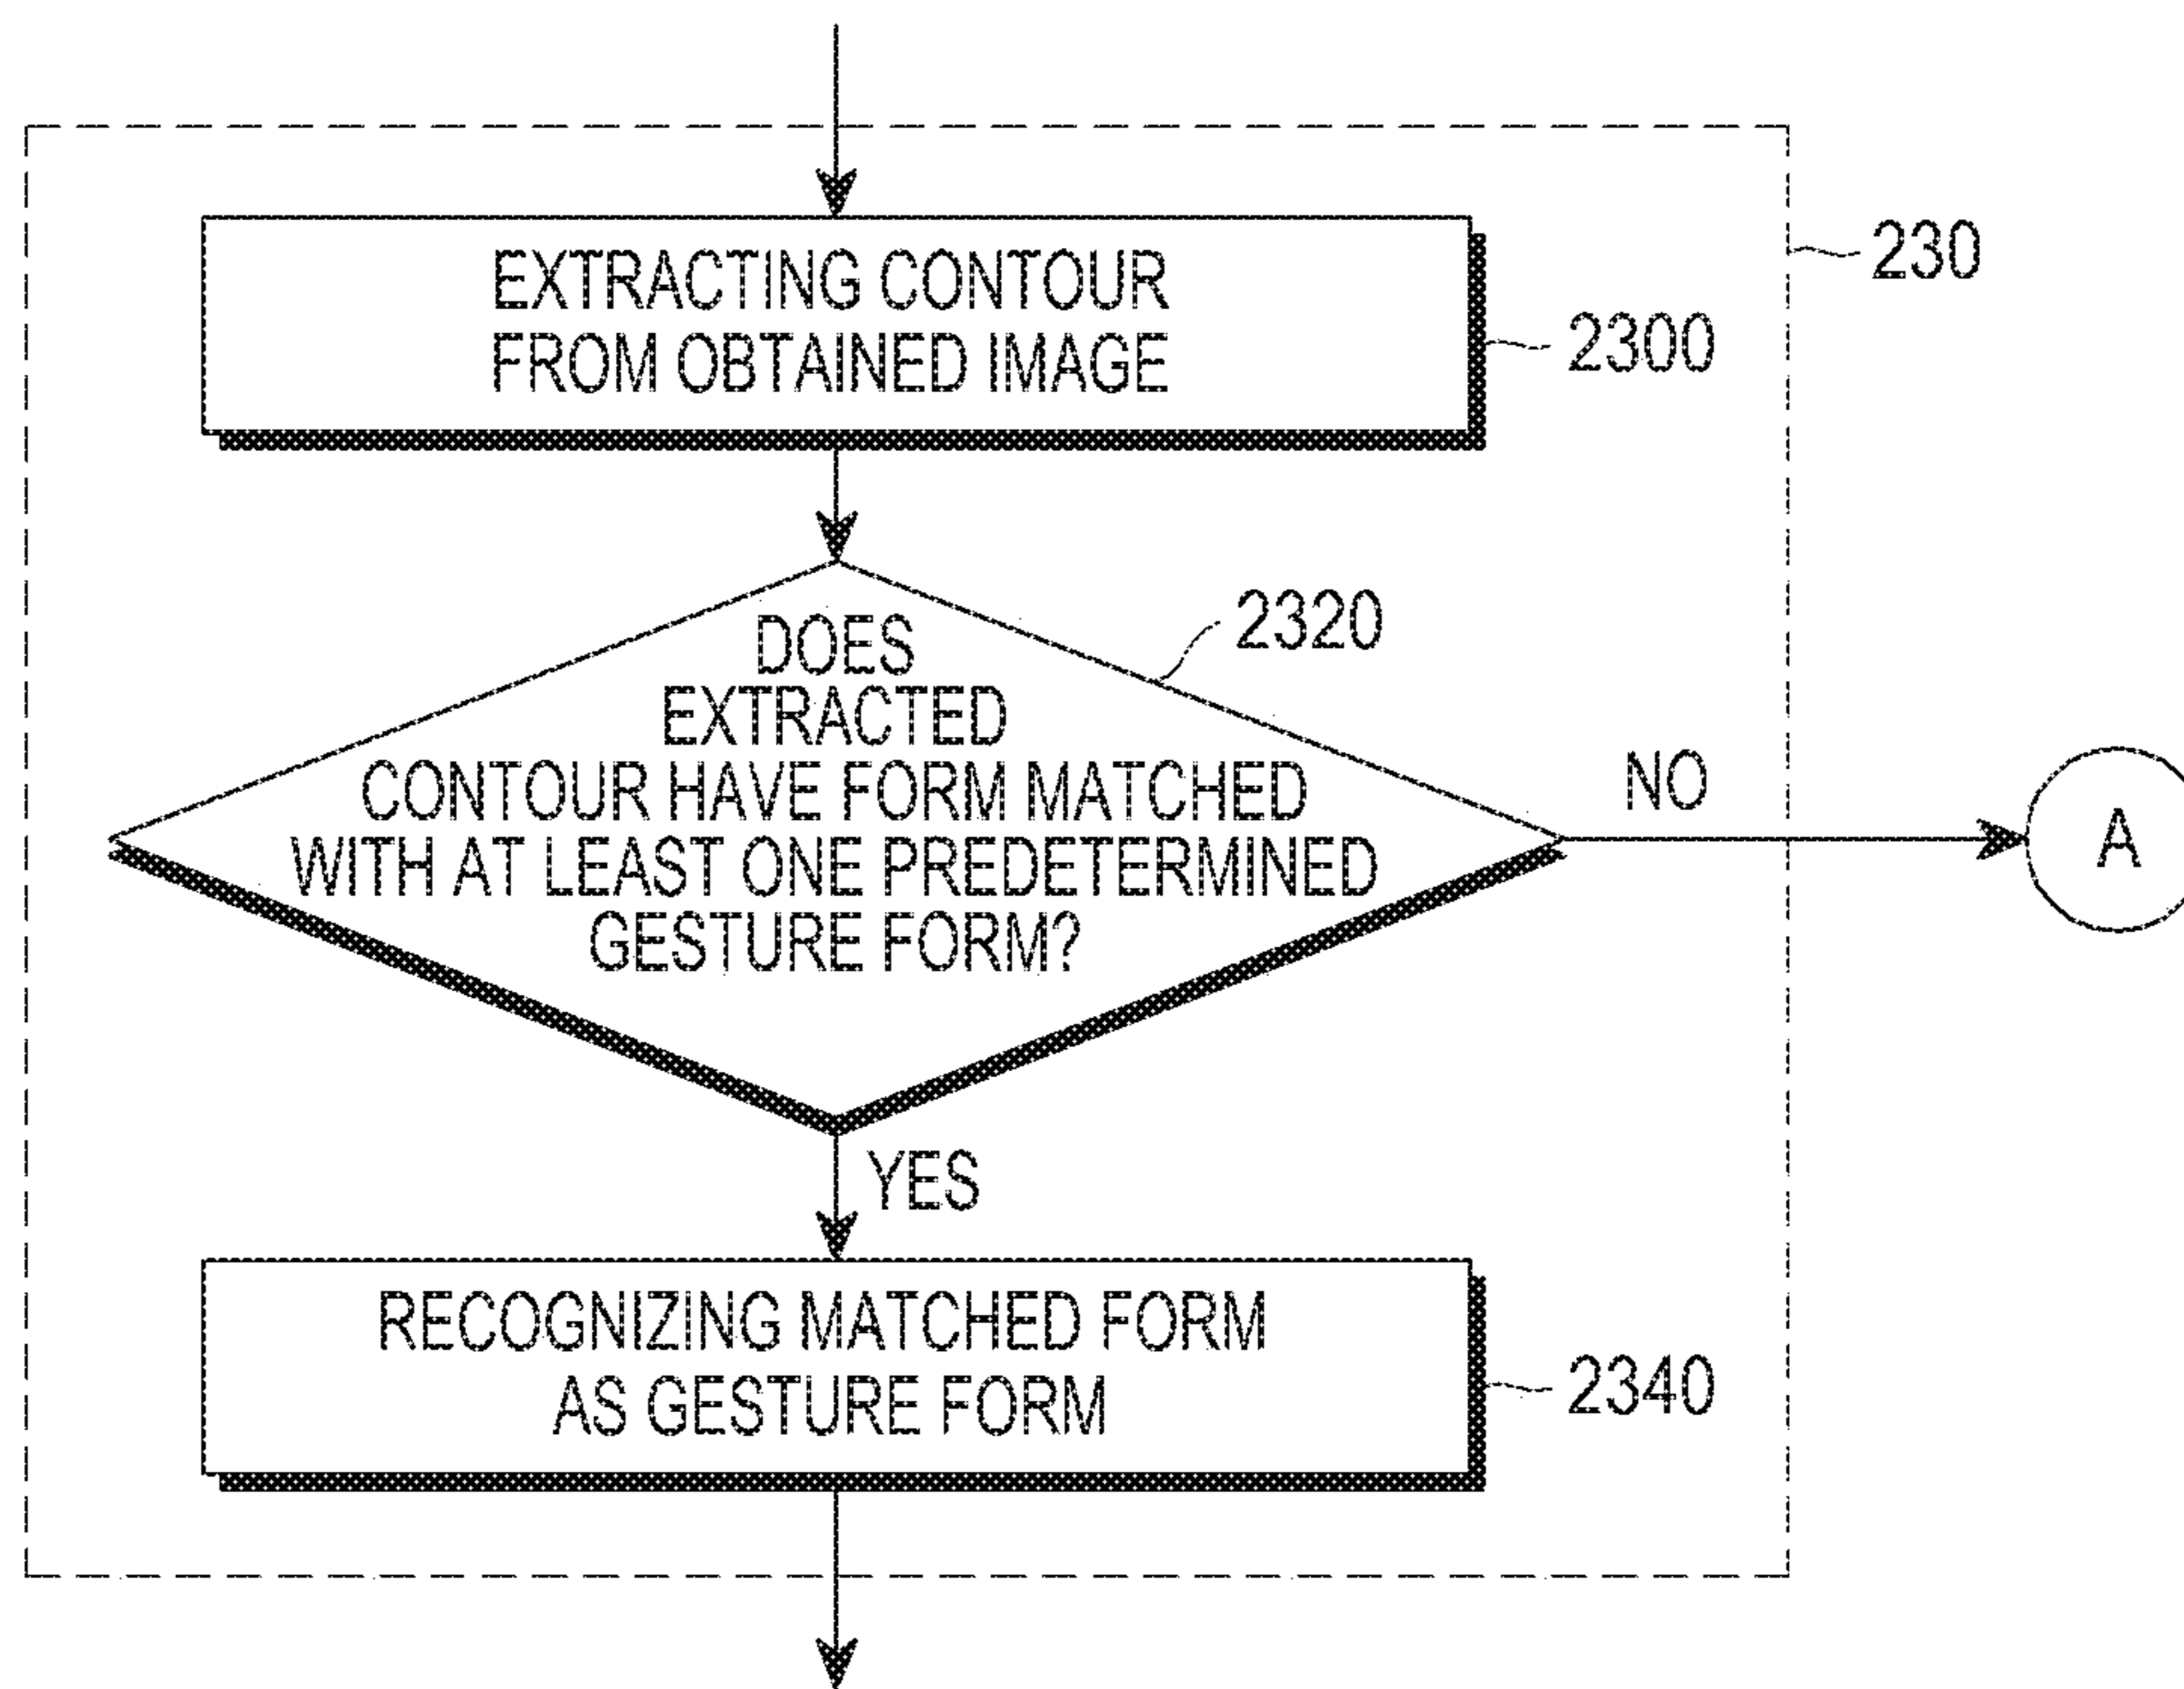 EXTRACTING CONTOUR
FROM OBTAINED IMAGE
230
2300
DOES
EXTRACTED
CONTOUR HAVE FORM MATCHED
WITH AT LEAST ONE PREDETERMINED
GESTURE FORM?
2320
NO
A
YES
RECOGNIZING MATCHED FORM
AS GESTURE FORM
2340